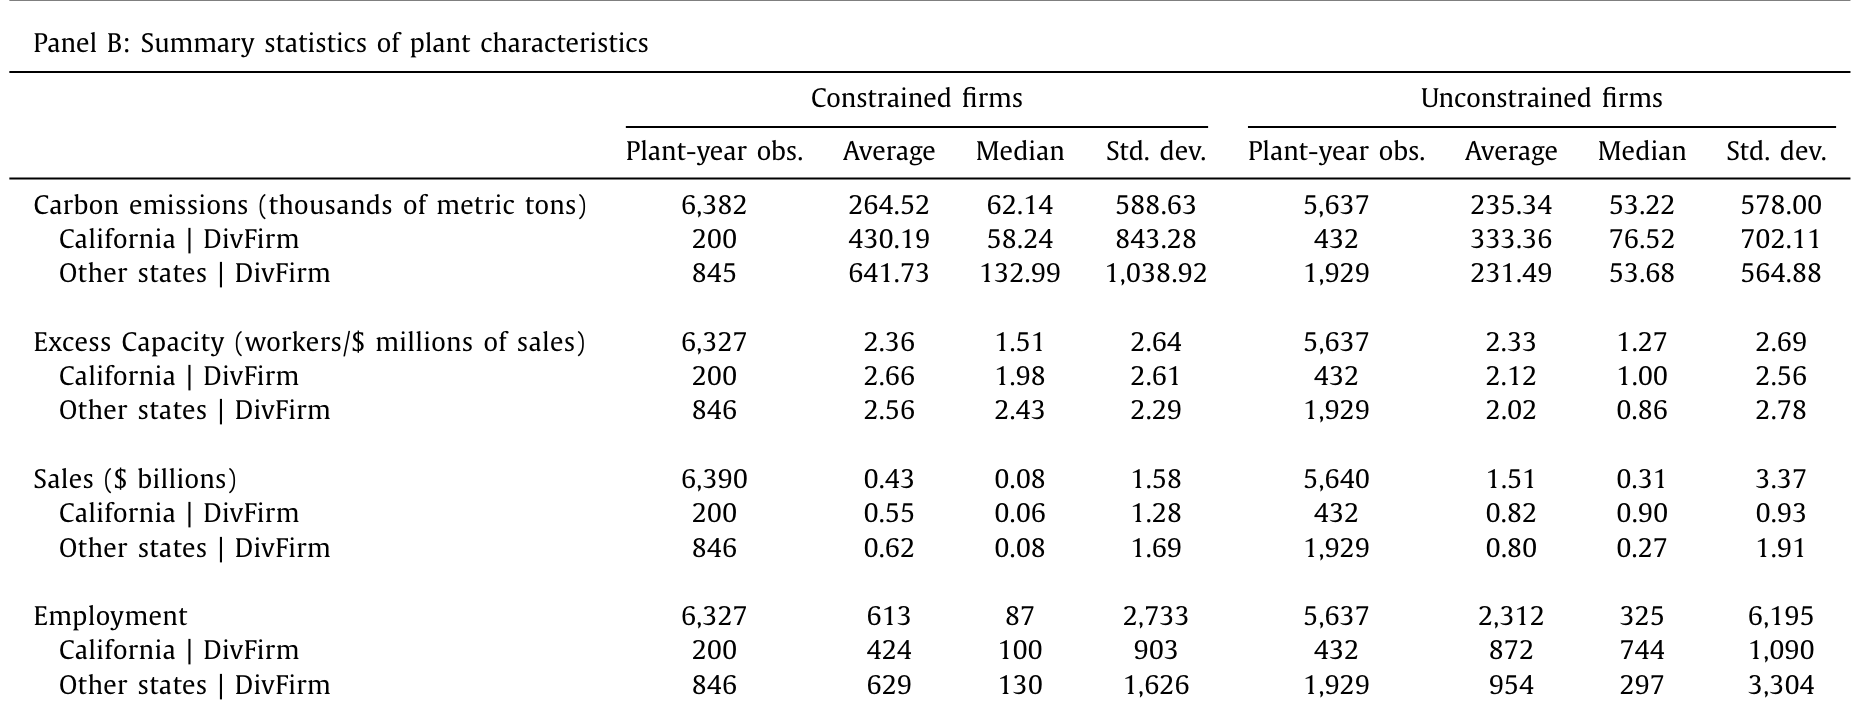 Panel B: Summary statistics of plant characteristics
Constrained firms Unconstrained firms
Plant-year obs. Average Median Std. dev. Plant-year obs. Average Median Std. dev.
Carbon emissions (thousands of metric tons) 6,382 264.52 62.14 588.63 5,637 235.34 53.22 578.00
California | DivFirm 200 430.19 58.24 843.28 432 333.36 76.52 702.11
Other states | DivFirm 845 641.73 132.99 1,038.92 1,929 231.49 53.68 564.88
Excess Capacity (workers/$ millions of sales) 6,327 2.36 1.51 2.64 5,637 2.33 1.27 2.69
California | DivFirm 200 2.66 1.98 2.61 432 2.12 1.00 2.56
Other states | DivFirm 846 2.56 2.43 2.29 1,929 2.02 0.86 2.78
Sales ($ billions) 6,390 0.43 0.08 1.58 5,640 1.51 0.31 3.37
California | DivFirm 200 0.55 0.06 1.28 432 0.82 0.90 0.93
Other states | DivFirm 846 0.62 0.08 1.69 1,929 0.80 0.27 1.91
Employment 6,327 613 87 2,733 5,637 2,312 325 6,195
California | DivFirm 200 424 100 903 432 872 744 1,090
Other states | DivFirm 846 629 130 1,626 1,929 954 297 3,304